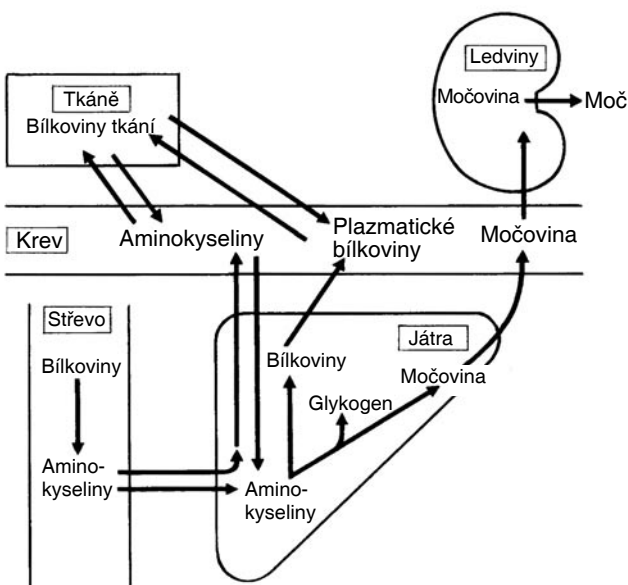 Ledviny
Močovina
Moč
Tkáně
Bílkoviny tkání
Krev
Aminokyseliny
Plazmatické
bílkoviny
Močovina
Střevo
Bílkoviny
Amino-
kyseliny
Játra
Bílkoviny
Močovina
Glykogen
Amino-
kyseliny